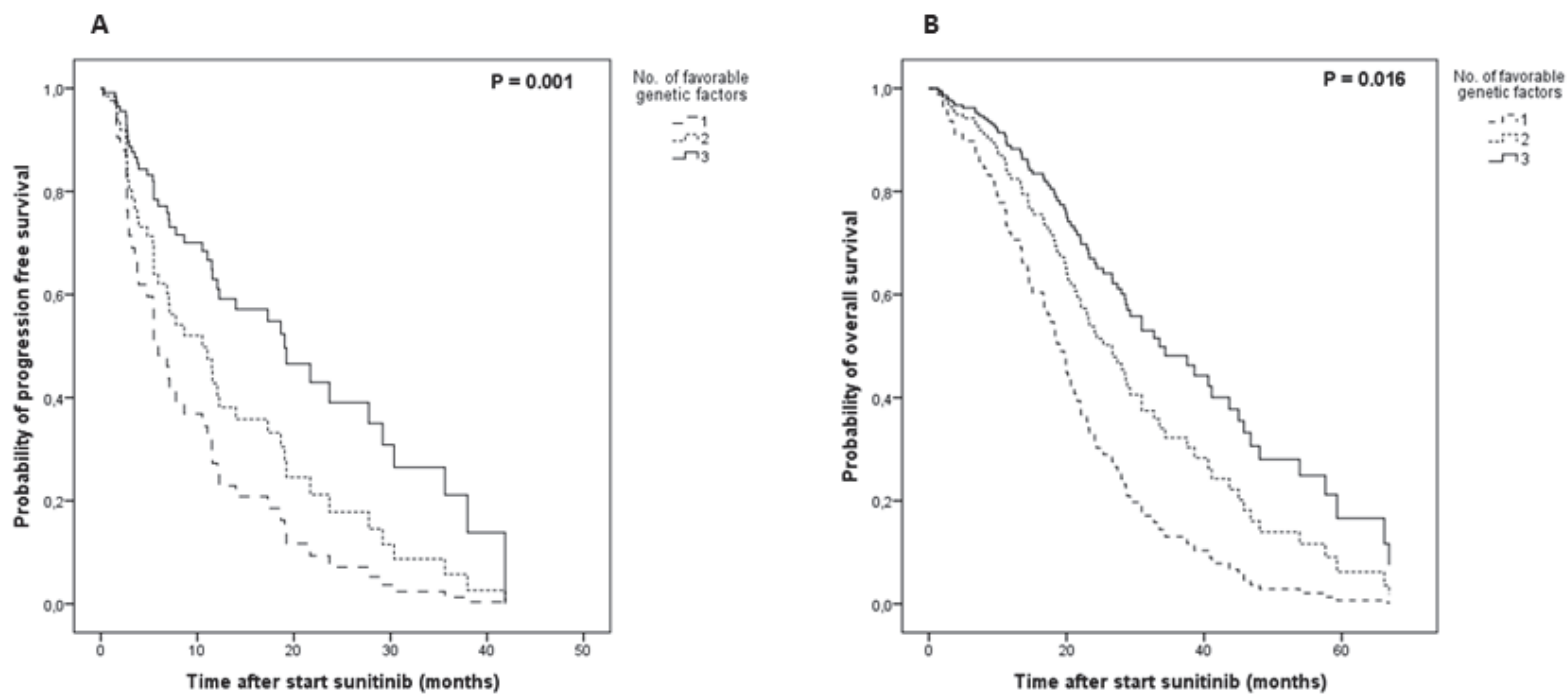 A
P = 0.001
No. of favorable
genetic factors
1
2
3
1,0
0,8
0,6
0,4
0,2
0,0
Probability of progression free survival
0 10 20 30 40 50
Time after start sunitinib (months)
B
P = 0.016
No. of favorable
genetic factors
1
2
3
1,0
0,8
0,6
0,4
0,2
0,0
Probability of overall survival
0 20 40 60
Time after start sunitinib (months)